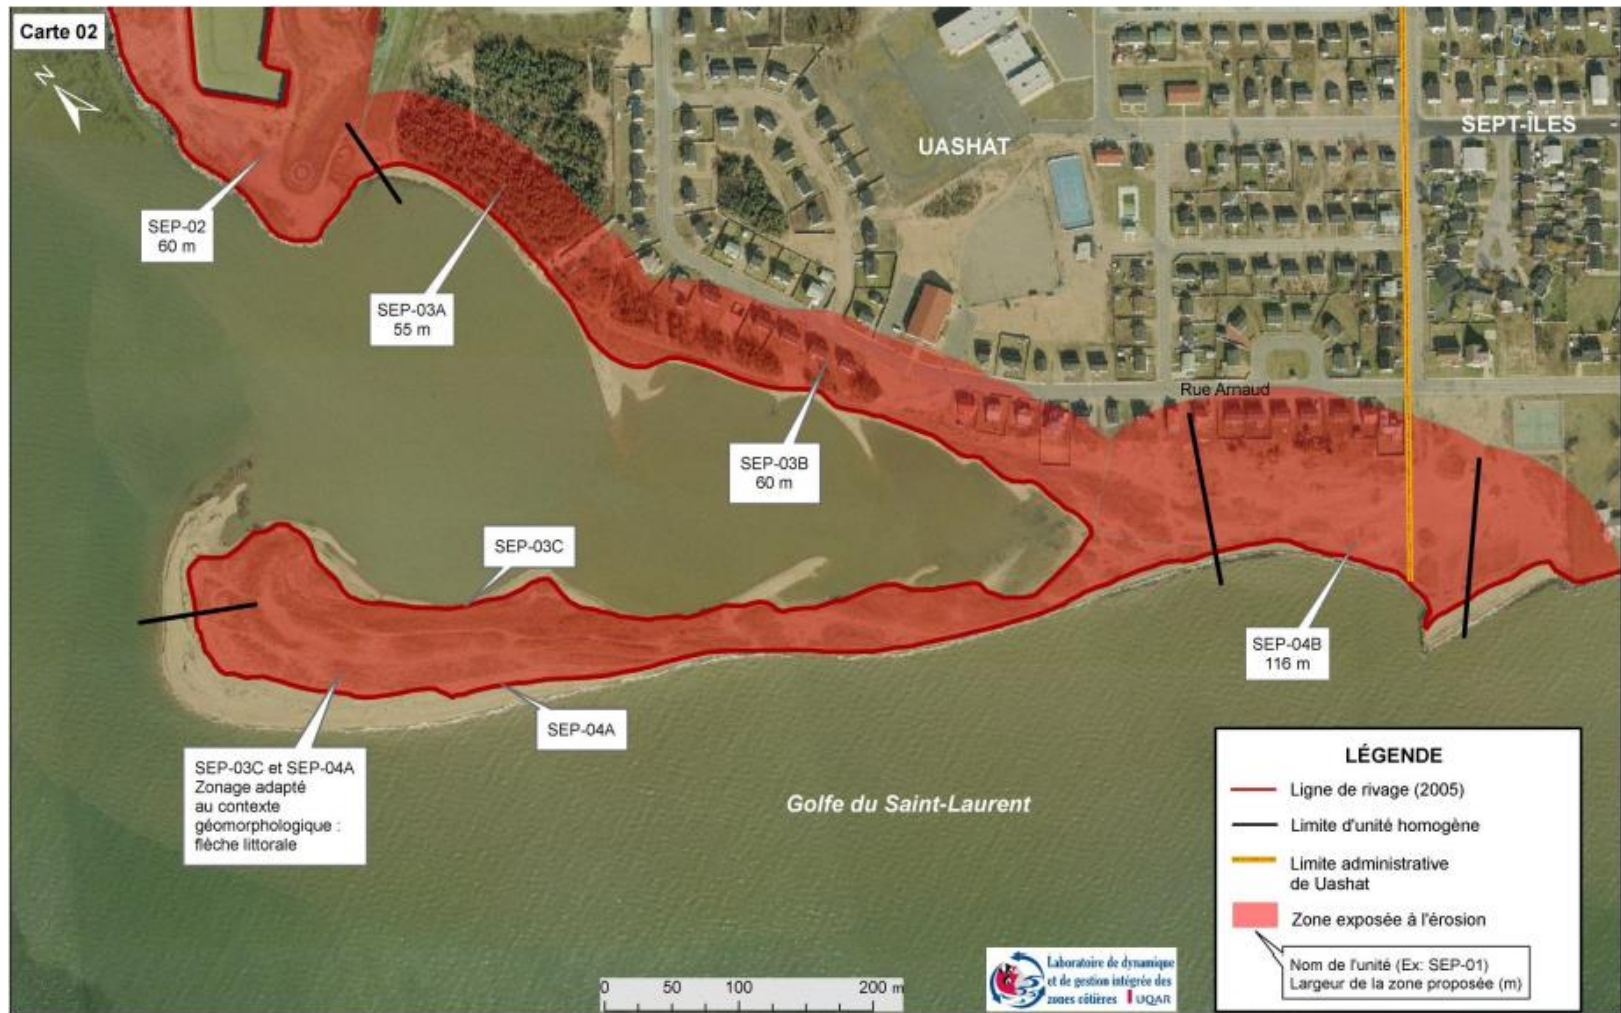 Carte 02
N
UASHAT
SEPT-ÎLES
SEP-02
60 m
SEP-03A
55 m
Rue Arnaud
SEP-03B
60 m
SEP-03C
SEP-04B
116 m
SEP-04A
SEP-03C et SEP-04A
Zonage adapté
au contexte
géomorphologique :
flèche littorale
Golfe du Saint-Laurent
LÉGENDE
Ligne de rivage (2005)
Limite d'unité homogène
Limite administrative
de Uashat
Zone exposée à l'érosion
Nom de l'unité (Ex: SEP-01)
Largeur de la zone proposée (m)
Laboratoire de dynamique
et de gestion intégrée des
zones côtières UQAR
0 50 100 200 m